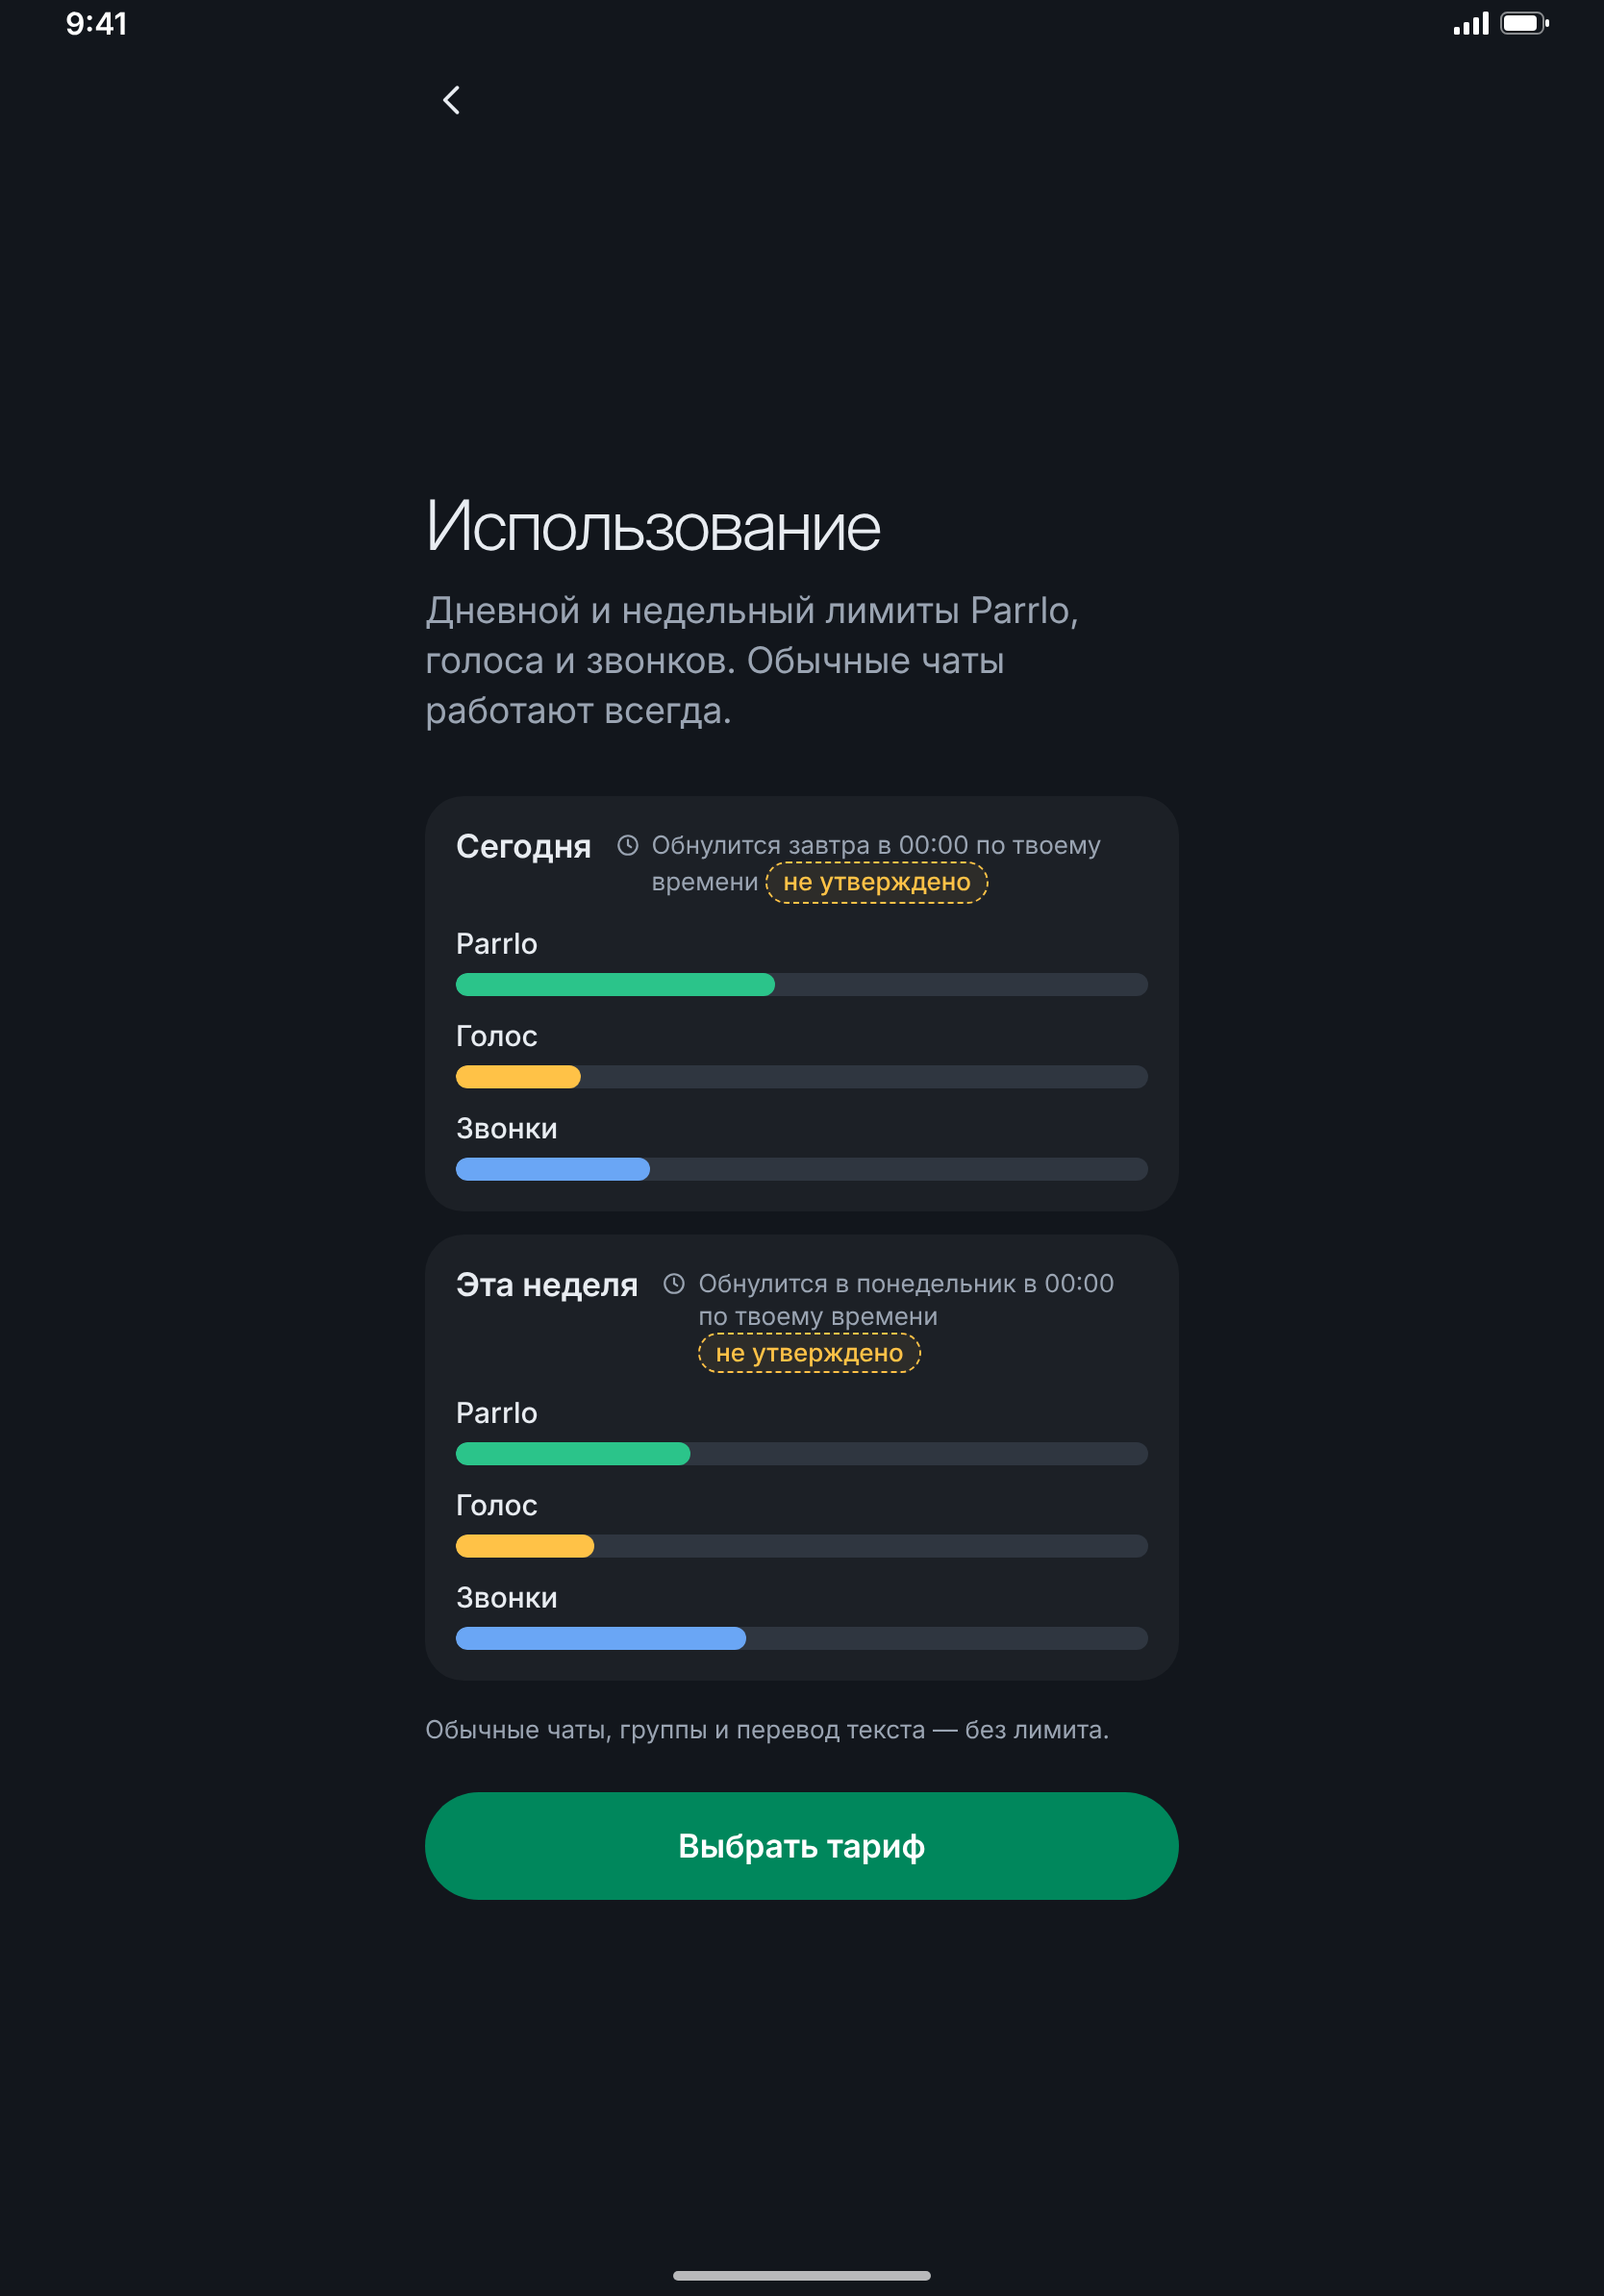 9:41
Использование
Дневной и недельный лимиты Parrlo,
голоса и звонков. Обычные чаты
работают всегда.
Сегодня Обнулится завтра в 00:00 по твоему
времени не утверждено
Parrlo
Голос
Звонки
Эта неделя Обнулится в понедельник в 00:00
по твоему времени
не утверждено
Parrlo
Голос
Звонки
Обычные чаты, группы и перевод текста — без лимита.
Выбрать тариф